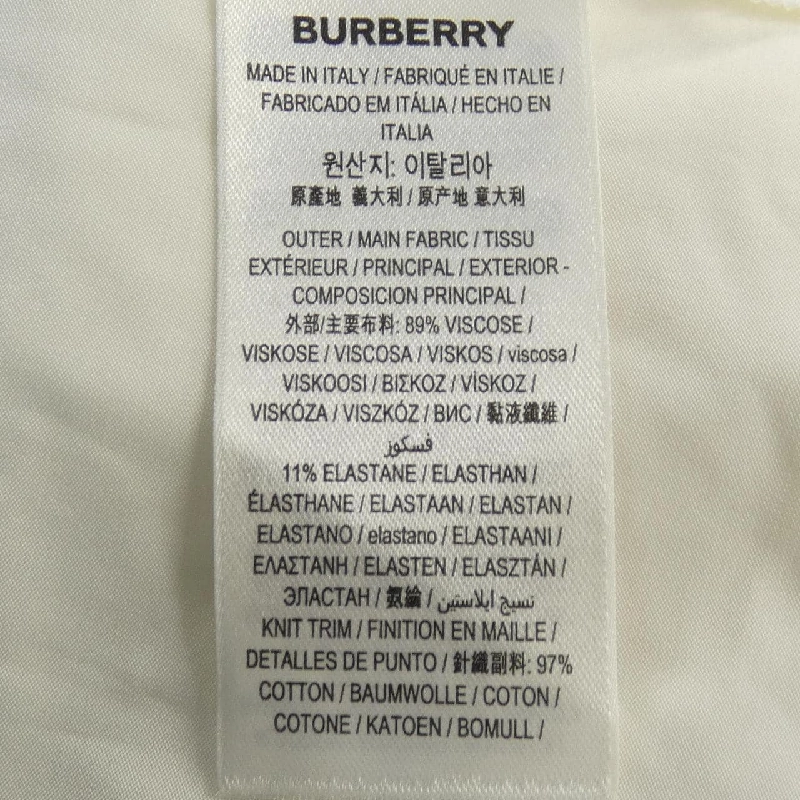 BURBERRY
MADE IN ITALY / FABRIQUÉ EN ITALIE /
FABRICADO EM ITÁLIA / HECHO EN
ITALIA
원산지: 이탈리아
原產地 義大利 / 原产地 意大利
OUTER / MAIN FABRIC / TISSU
EXTÉRIEUR / PRINCIPAL / EXTERIOR -
COMPOSICION PRINCIPAL /
外部/主要布料: 89% VISCOSE /
VISKOSE / VISCOSA / VISKOS / viscosa /
VISKOOSI / ΒΙΣΚΟΖ / VİSKOZ /
VISKÓZA / VISZKÓZ / ВИС / 黏液纖維 /
فسكوز
11% ELASTANE / ELASTHAN /
ÉLASTHANE / ELASTAAN / ELASTAN /
ELASTANO / elastano / ELASTAANI /
ΕΛΑΣΤΑΝΗ / ELASTEN / ELASZTÁN /
ЭЛАСТАН / 氨綸 / نسيج ايلاستين
KNIT TRIM / FINITION EN MAILLE /
DETALLES DE PUNTO / 針織副料: 97%
COTTON / BAUMWOLLE / COTON /
COTONE / KATOEN / BOMULL /